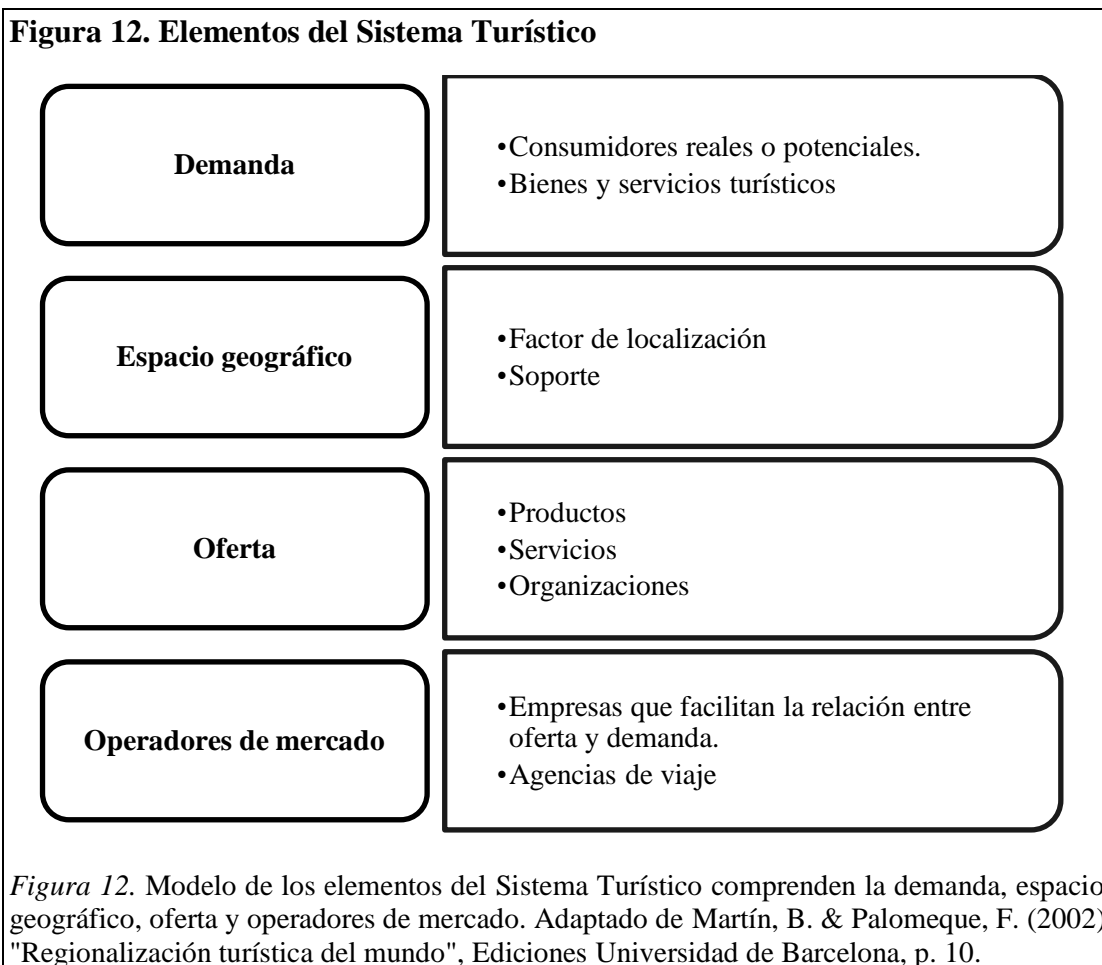 Figura 12. Elementos del Sistema Turístico
Demanda
•Consumidores reales o potenciales.
•Bienes y servicios turísticos
Espacio geográfico
•Factor de localización
•Soporte
Oferta
•Productos
•Servicios
•Organizaciones
Operadores de mercado
•Empresas que facilitan la relación entre
oferta y demanda.
•Agencias de viaje
Figura 12. Modelo de los elementos del Sistema Turístico comprenden la demanda, espacio
geográfico, oferta y operadores de mercado. Adaptado de Martín, B. & Palomeque, F. (2002)
"Regionalización turística del mundo", Ediciones Universidad de Barcelona, p. 10.